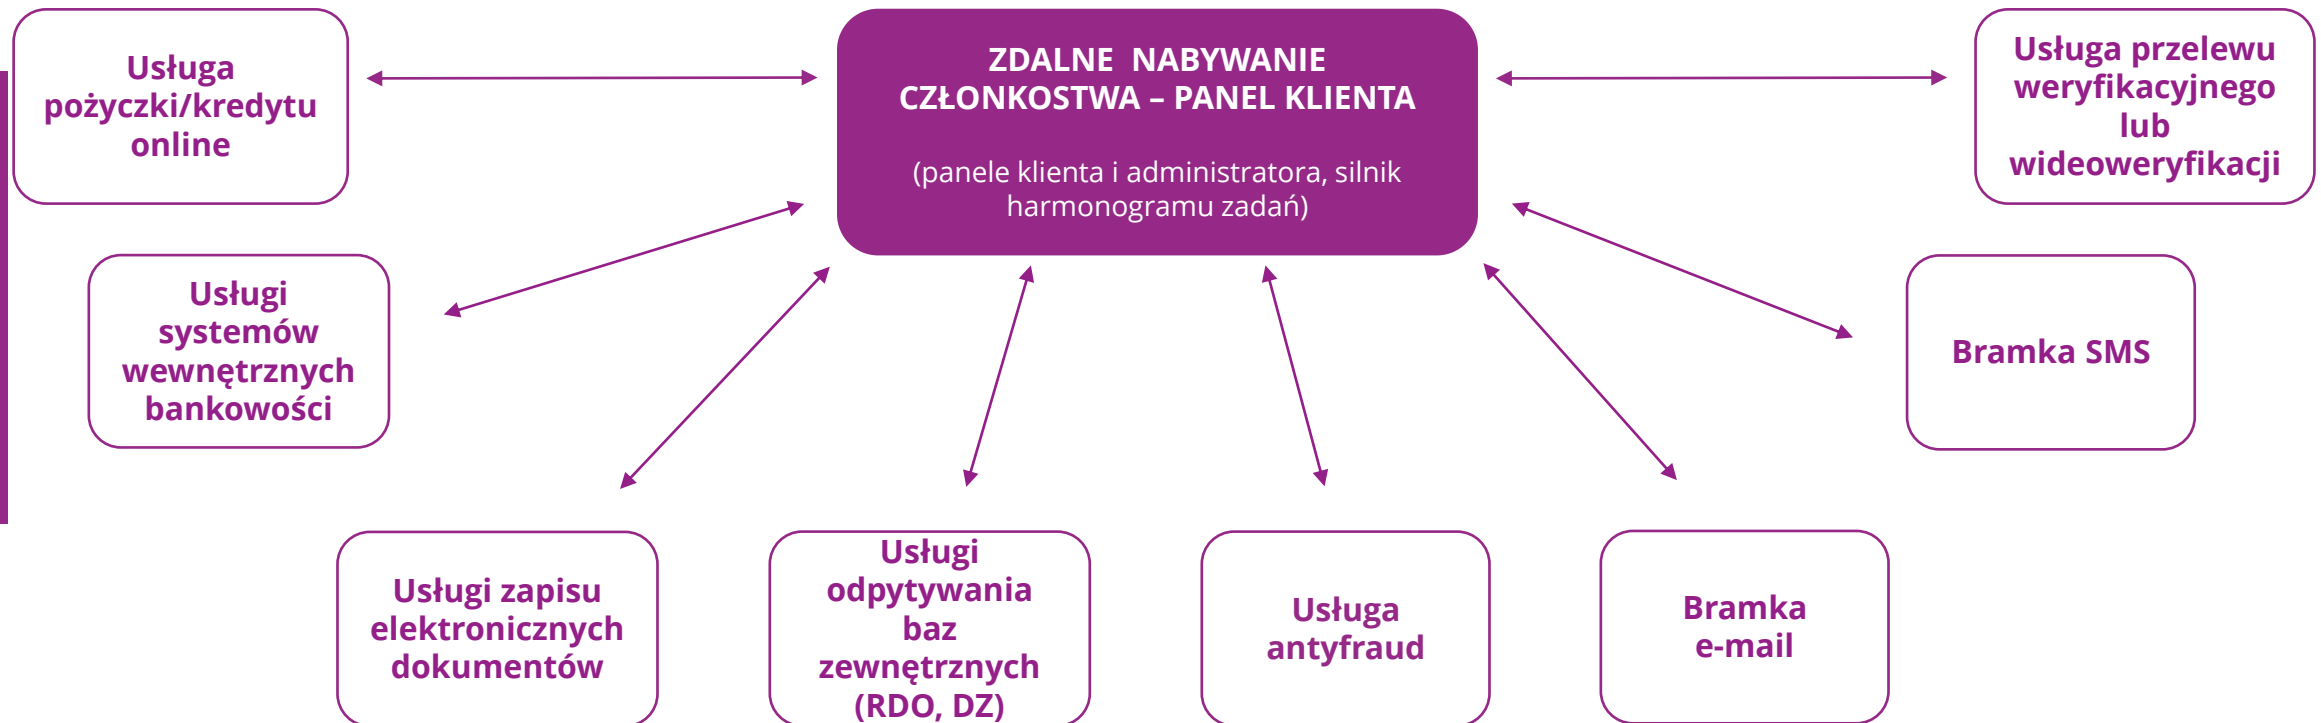 Usługa
pożyczki/kredytu
online
ZDALNE NABYWANIE
CZŁONKOSTWA – PANEL KLIENTA
(panele klienta i administratora, silnik
harmonogramu zadań)
Usługa przelewu
weryfikacyjnego
lub
wideoweryfikacji
Usługi
systemów
wewnętrznych
bankowości
Bramka SMS
Usługi zapisu
elektronicznych
dokumentów
Usługi
odpytywania
baz
zewnętrznych
(RDO, DZ)
Usługa
antyfraud
Bramka
e-mail